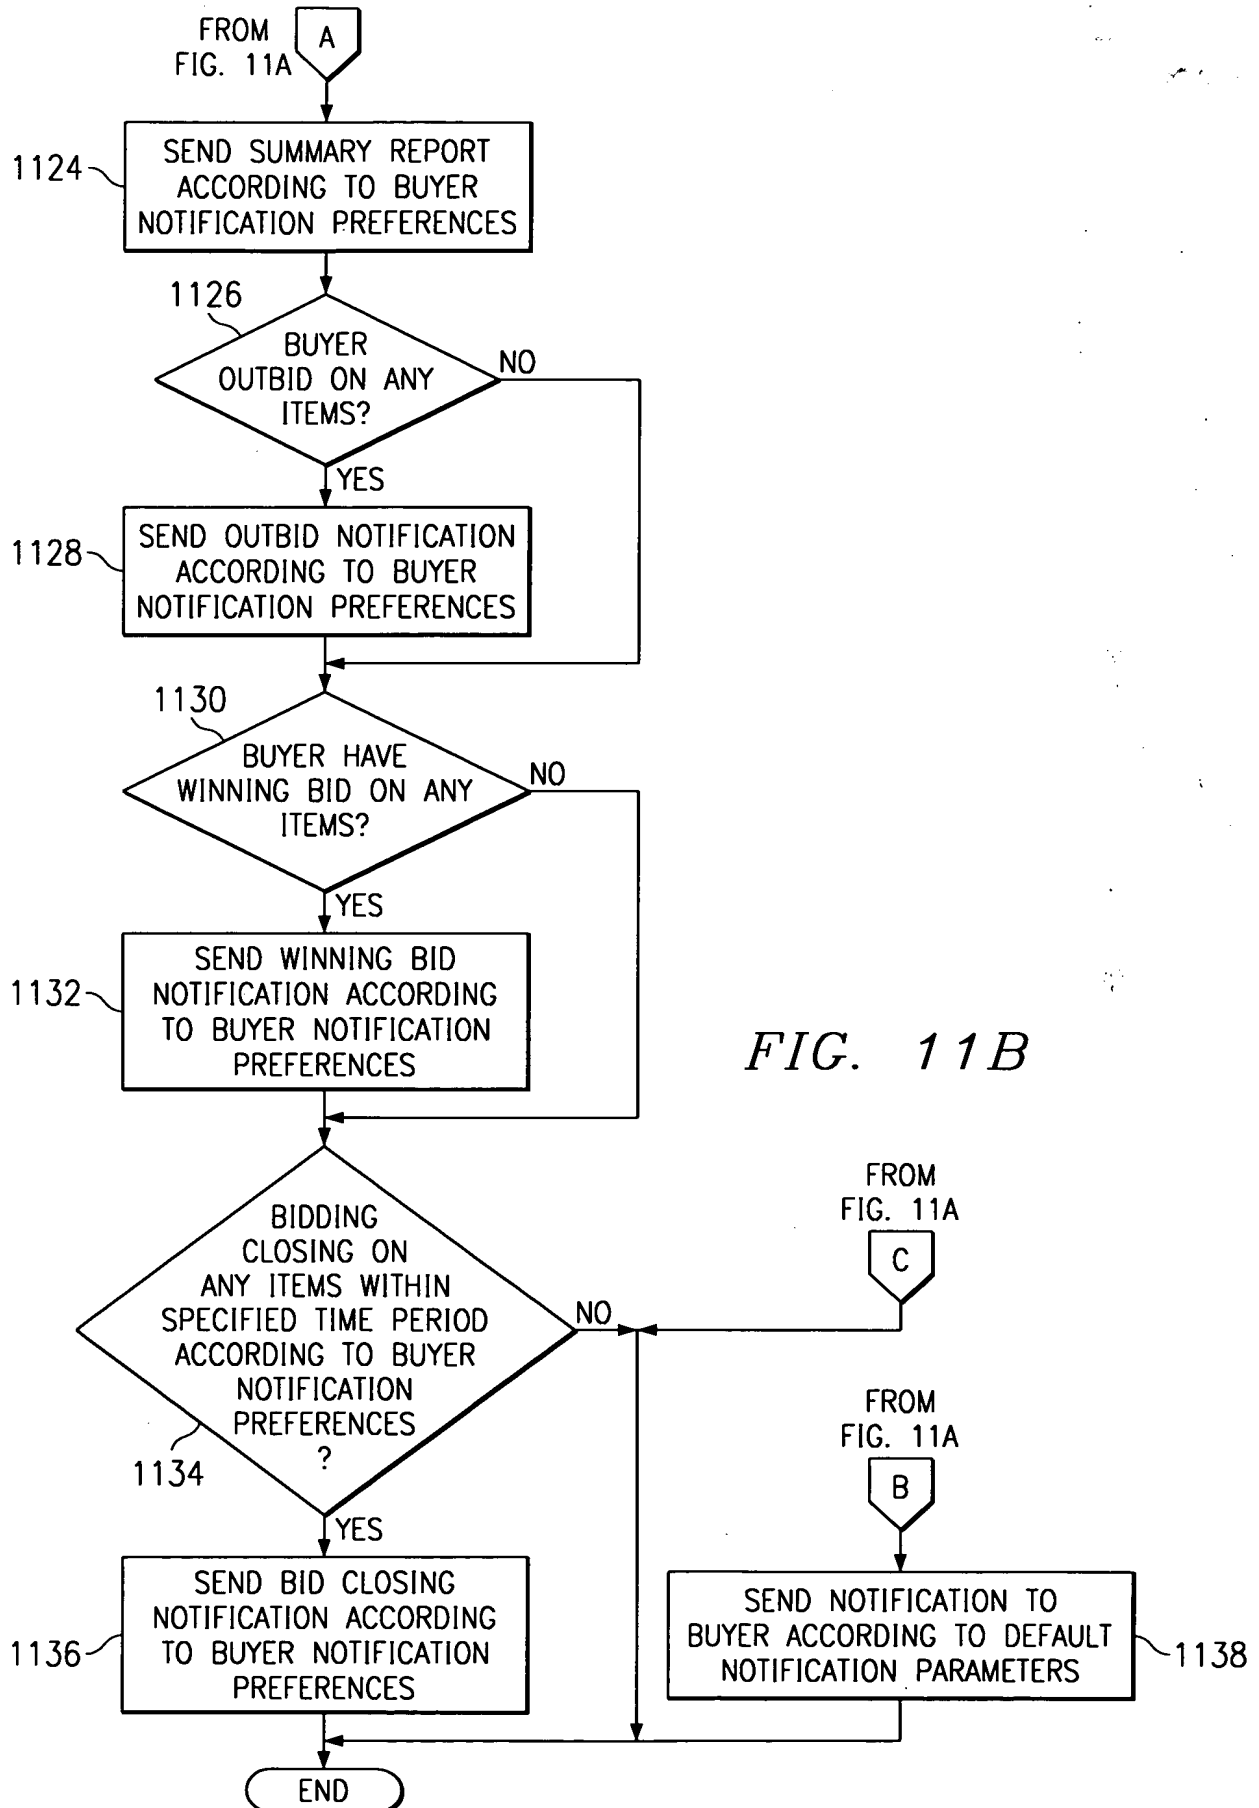 FROM
FIG. 11A
A
1124
SEND SUMMARY REPORT
ACCORDING TO BUYER
NOTIFICATION PREFERENCES
1126
BUYER
OUTBID ON ANY
ITEMS?
NO
YES
1128
SEND OUTBID NOTIFICATION
ACCORDING TO BUYER
NOTIFICATION PREFERENCES
1130
BUYER HAVE
WINNING BID ON ANY
ITEMS?
NO
YES
1132
SEND WINNING BID
NOTIFICATION ACCORDING
TO BUYER NOTIFICATION
PREFERENCES
FIG. 11B
BIDDING
CLOSING ON
ANY ITEMS WITHIN
SPECIFIED TIME PERIOD
ACCORDING TO BUYER
NOTIFICATION
PREFERENCES
?
1134
NO
YES
FROM
FIG. 11A
C
FROM
FIG. 11A
B
1136
SEND BID CLOSING
NOTIFICATION ACCORDING
TO BUYER NOTIFICATION
PREFERENCES
SEND NOTIFICATION TO
BUYER ACCORDING TO DEFAULT
NOTIFICATION PARAMETERS
1138
END